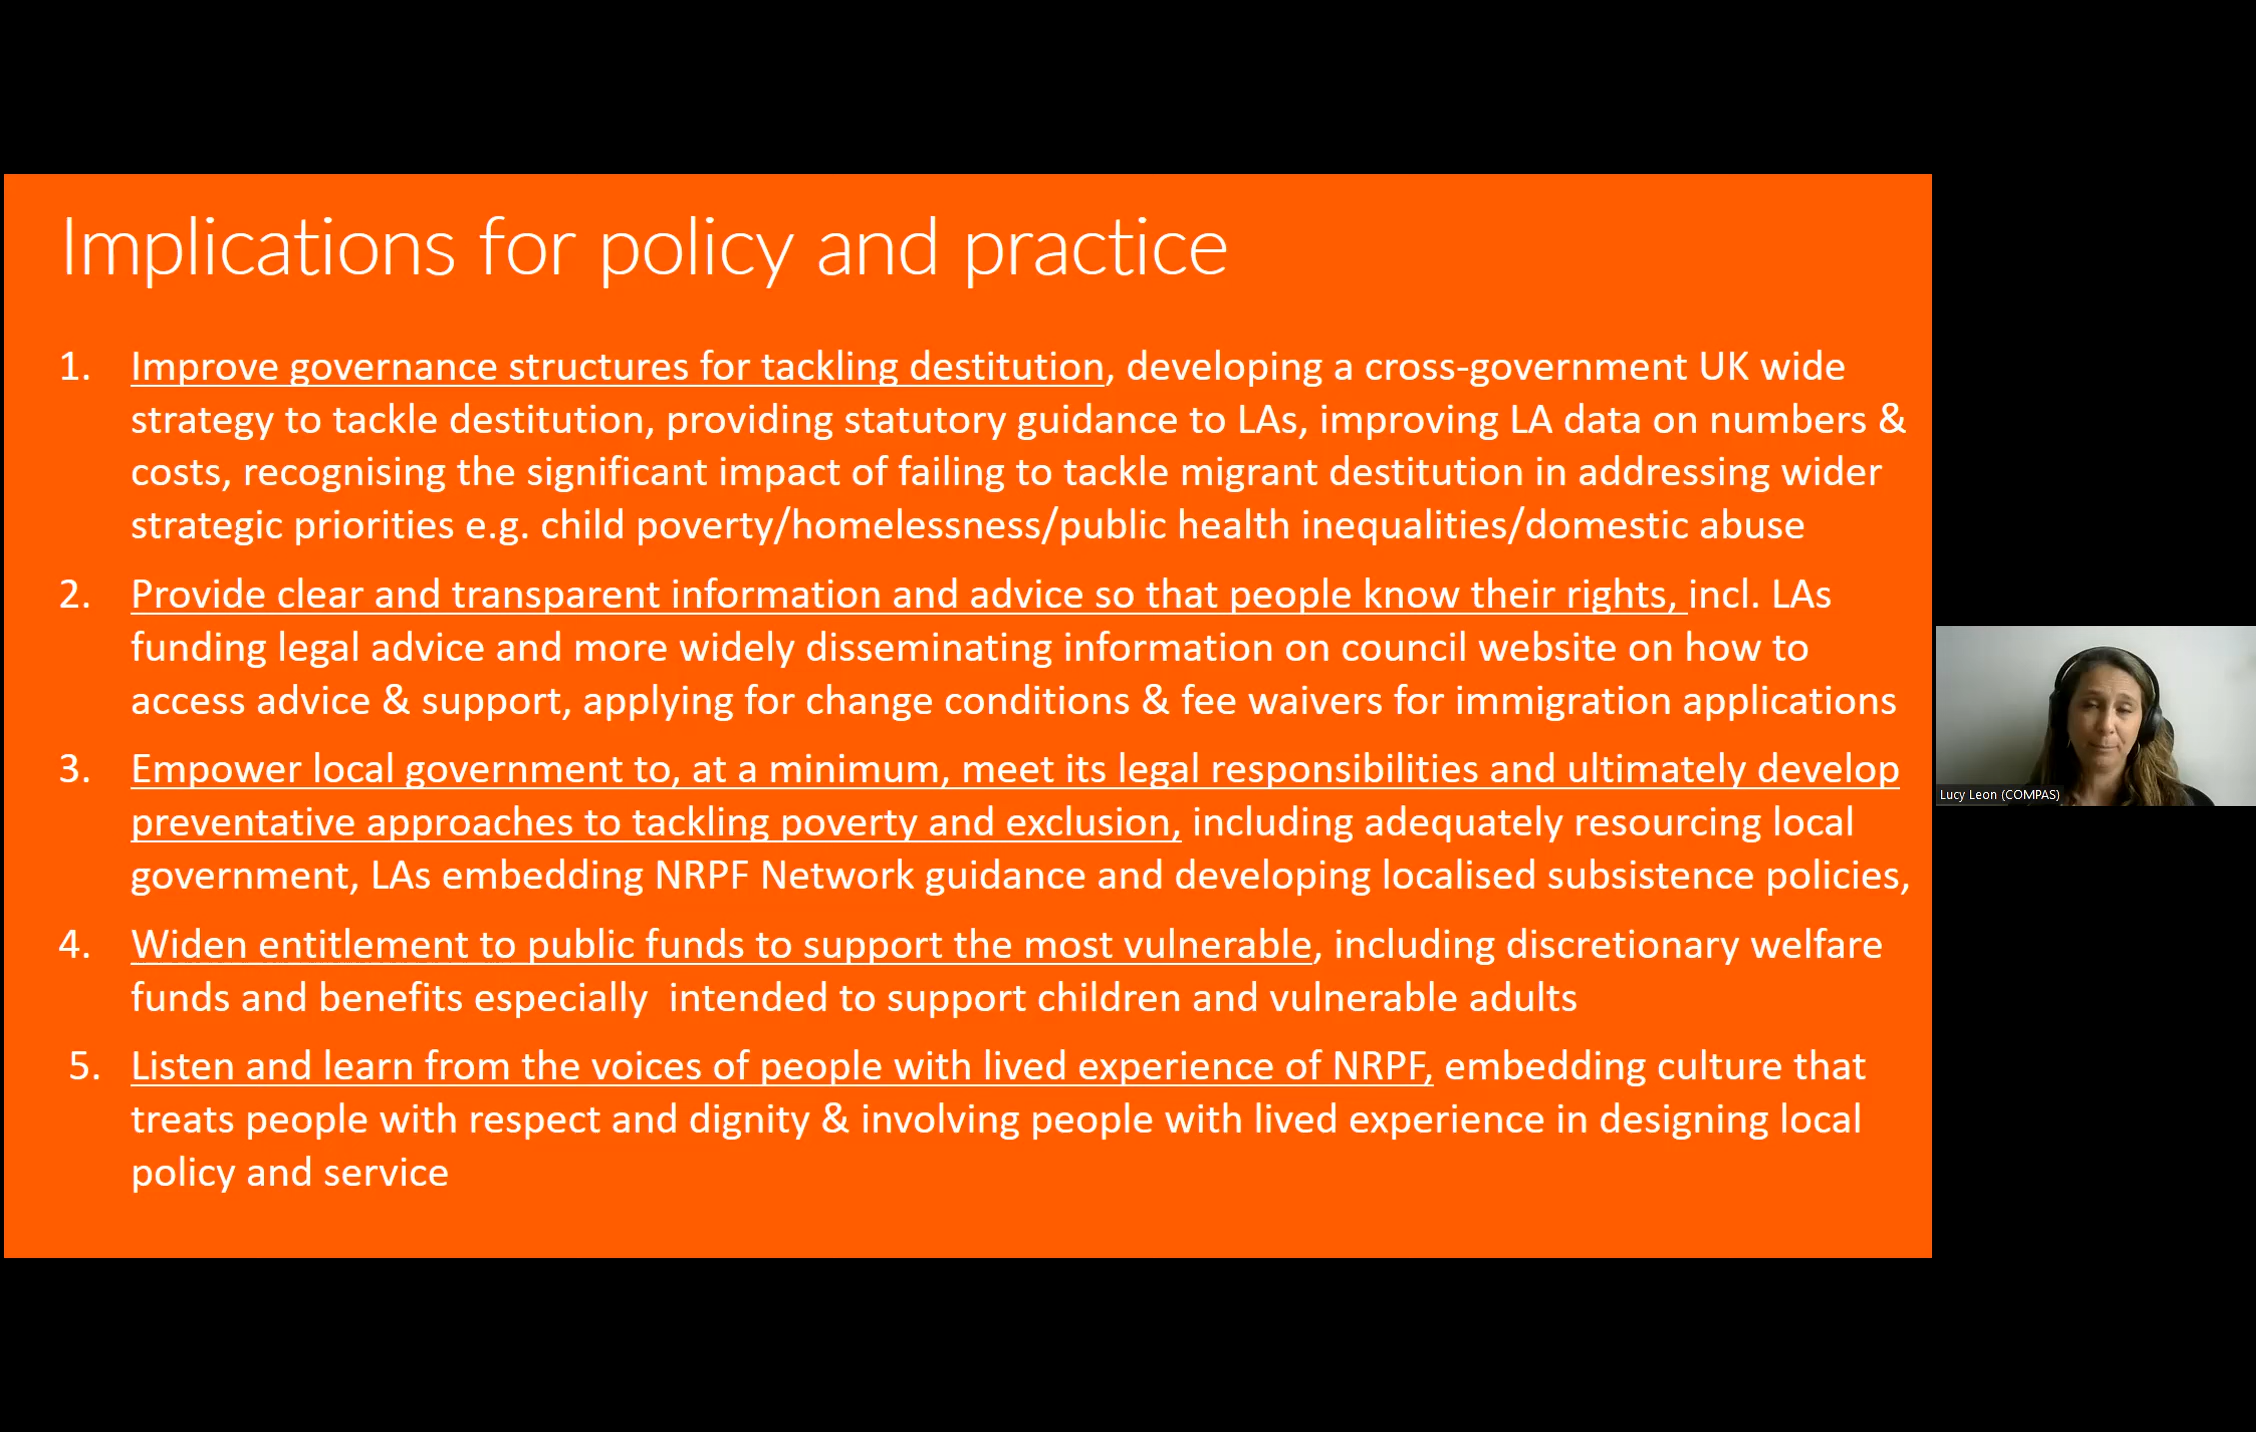 Implications for policy and practice
1. Improve governance structures for tackling destitution, developing a cross-government UK wide
strategy to tackle destitution, providing statutory guidance to LAs, improving LA data on numbers &
costs, recognising the significant impact of failing to tackle migrant destitution in addressing wider
strategic priorities e.g. child poverty/homelessness/public health inequalities/domestic abuse
2. Provide clear and transparent information and advice so that people know their rights, incl. LAs
funding legal advice and more widely disseminating information on council website on how to
access advice & support, applying for change conditions & fee waivers for immigration applications
3. Empower local government to, at a minimum, meet its legal responsibilities and ultimately develop
preventative approaches to tackling poverty and exclusion, including adequately resourcing local
government, LAs embedding NRPF Network guidance and developing localised subsistence policies,
4. Widen entitlement to public funds to support the most vulnerable, including discretionary welfare
funds and benefits especially  intended to support children and vulnerable adults
5. Listen and learn from the voices of people with lived experience of NRPF, embedding culture that
treats people with respect and dignity & involving people with lived experience in designing local
policy and service
Lucy Leon (COMPAS)